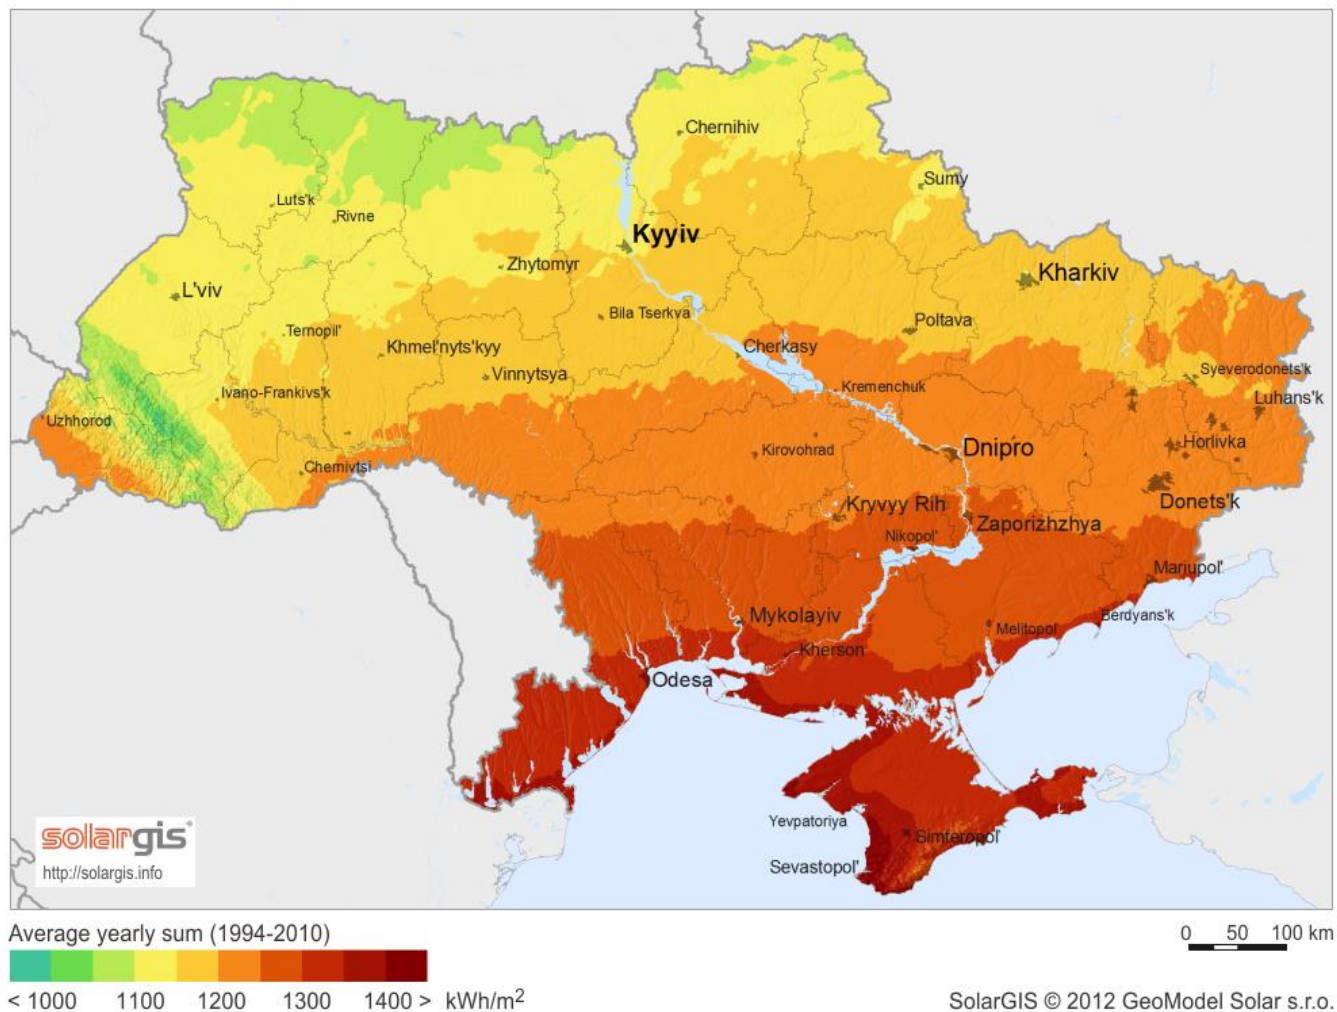 Chernihiv
Sumy
Luts'k
Rivne
Kyyiv
Zhytomyr
Kharkiv
L'viv
Bila Tserkva
Poltava
Ternopil'
Khmel'nyts'kyy
Cherkasy
Vinnytsya
Syeverodonets'k
Kremenchuk
Ivano-Frankivs'k
Luhans'k
Uzhhorod
Horlivka
Kirovohrad
Dnipro
Chernivtsi
Donets'k
Kryvyy Rih
Zaporizhzhya
Nikopol'
Mariupol'
Mykolayiv
Berdyans'k
Melitopol'
Kherson
Odesa
Yevpatoriya
Simferopol'
Sevastopol'
solargis
http://solargis.info
Average yearly sum (1994-2010)
0 50 100 km
< 1000 1100 1200 1300 1400 > kWh/m²
SolarGIS © 2012 GeoModel Solar s.r.o.